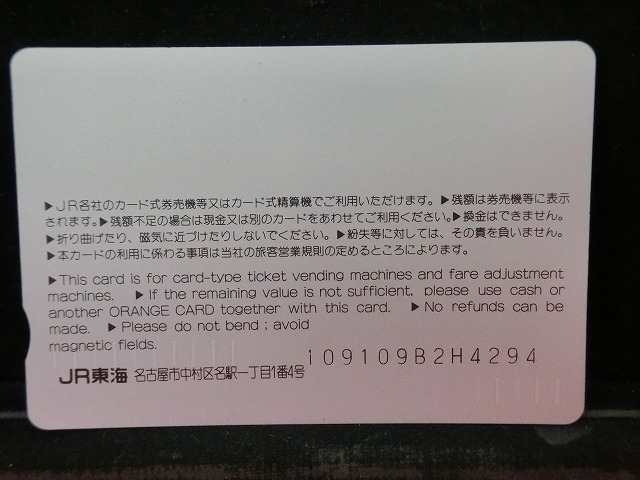 ▶JR各社のカード式券売機等又はカード式精算機でご利用いただけます。▶残額は券売機等に表示
されます。▶残額不足の場合は現金又は別のカードをあわせてご利用ください。▶換金はできません。
▶折り曲げたり、磁気に近づけたりしないでください。▶紛失等に対しては、その責を負いません。
▶本カードの利用に係わる事項は当社の旅客営業規則の定めるところによります。
▶This card is for card-type ticket vending machines and fare adjustment
machines. ▶If the remaining value is not sufficient, please use cash or
another ORANGE CARD together with this card. ▶No refunds can be
made. ▶Please do not bend; avoid
magnetic fields.
109109B2H4294
JR東海 名古屋市中村区名駅一丁目1番4号